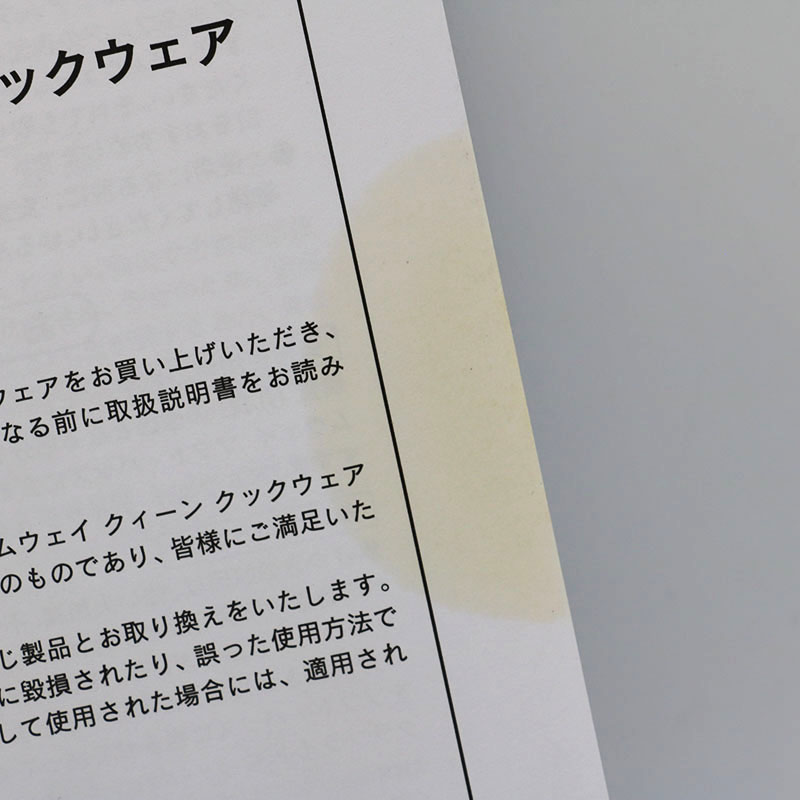 ックウェア
ウェアをお買い上げいただき、
なる前に取扱説明書をお読み
ムウェイ クィーン クックウェア
のものであり、皆様にご満足いた
じ製品とお取り換えをいたします。
に毀損されたり、誤った使用方法で
して使用された場合には、適用され